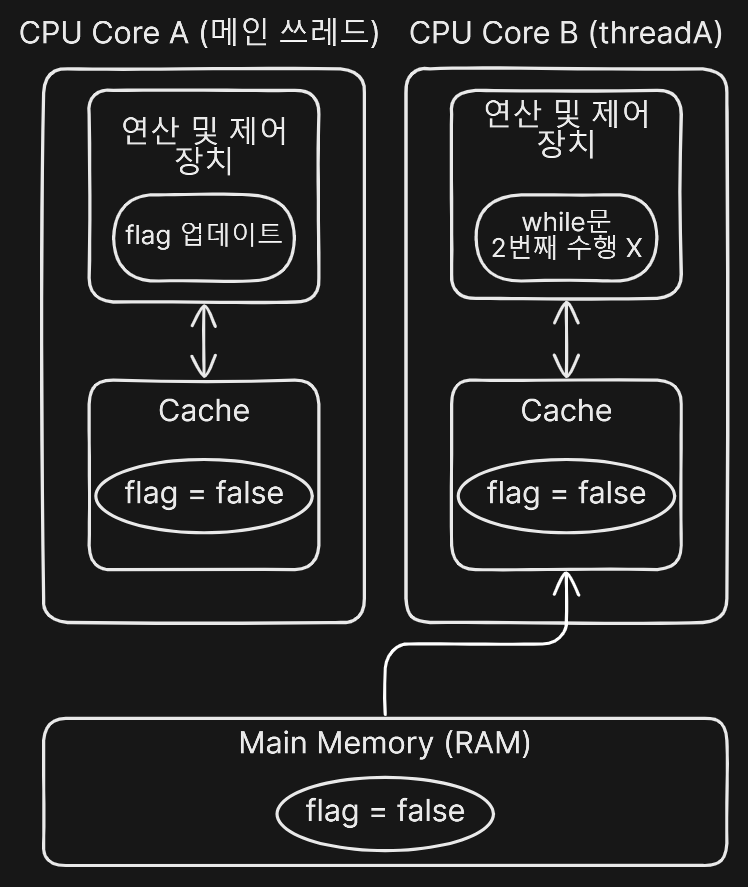 CPU Core A (메인 쓰레드)
CPU Core B (threadA)
연산 및 제어
장치
flag 업데이트
Cache
flag = false
연산 및 제어
장치
while문
2번째 수행 X
Cache
flag = false
Main Memory (RAM)
flag = false